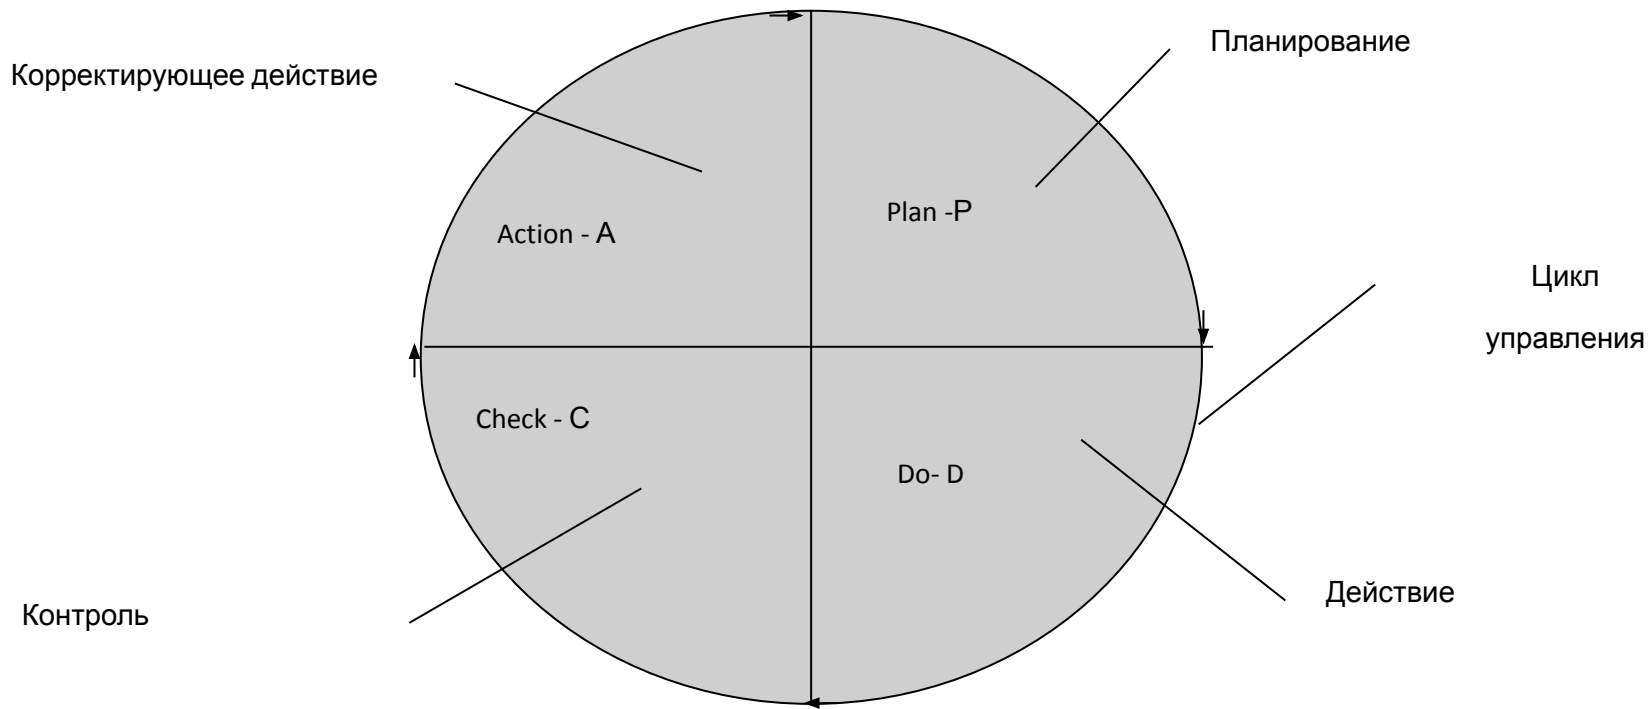 Планирование
Корректирующее действие
Plan -P
Action - A
Цикл
управления
Check - C
Do- D
Действие
Контроль